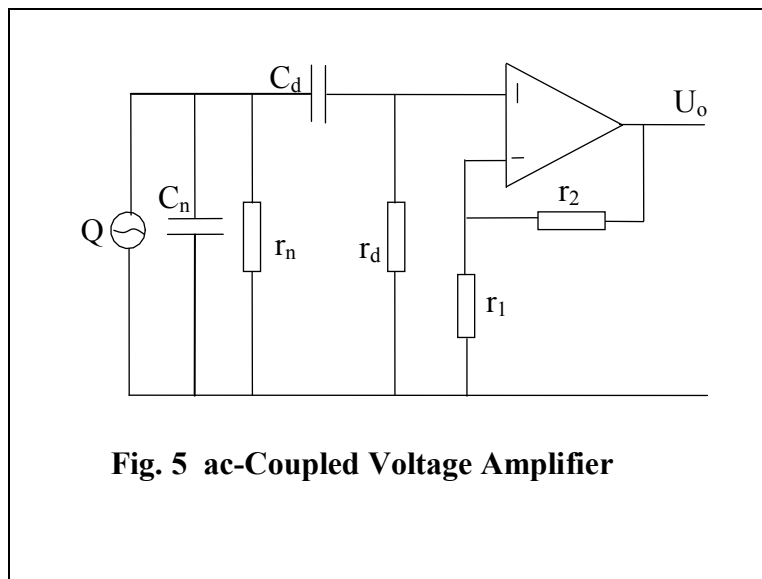 C_d
U_o
C_n
r_2
Q
r_n
r_d
r_1
Fig. 5 ac-Coupled Voltage Amplifier